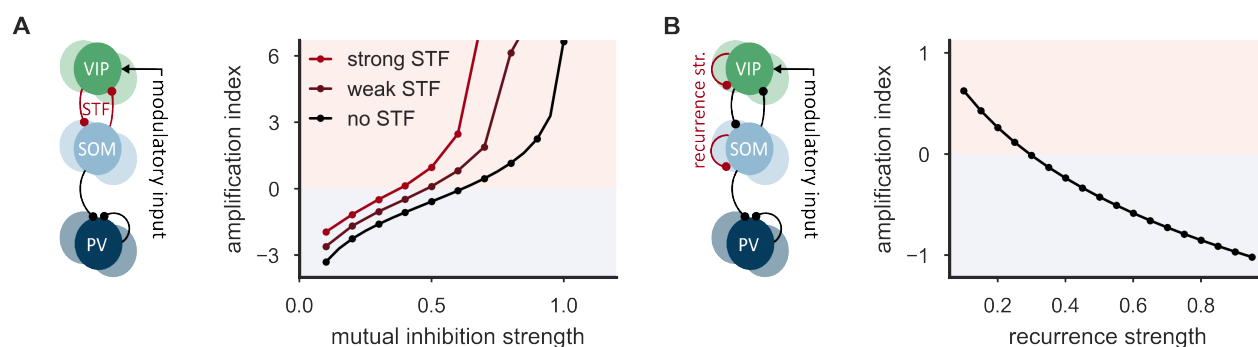 A
VIP
STF
SOM
PV
modulatory input
amplification index
6
3
0
−3
strong STF
weak STF
no STF
0.0
0.5
1.0
mutual inhibition strength
B
recurrence str.
VIP
SOM
PV
modulatory input
amplification index
1
0
−1
0.2
0.4
0.6
0.8
recurrence strength